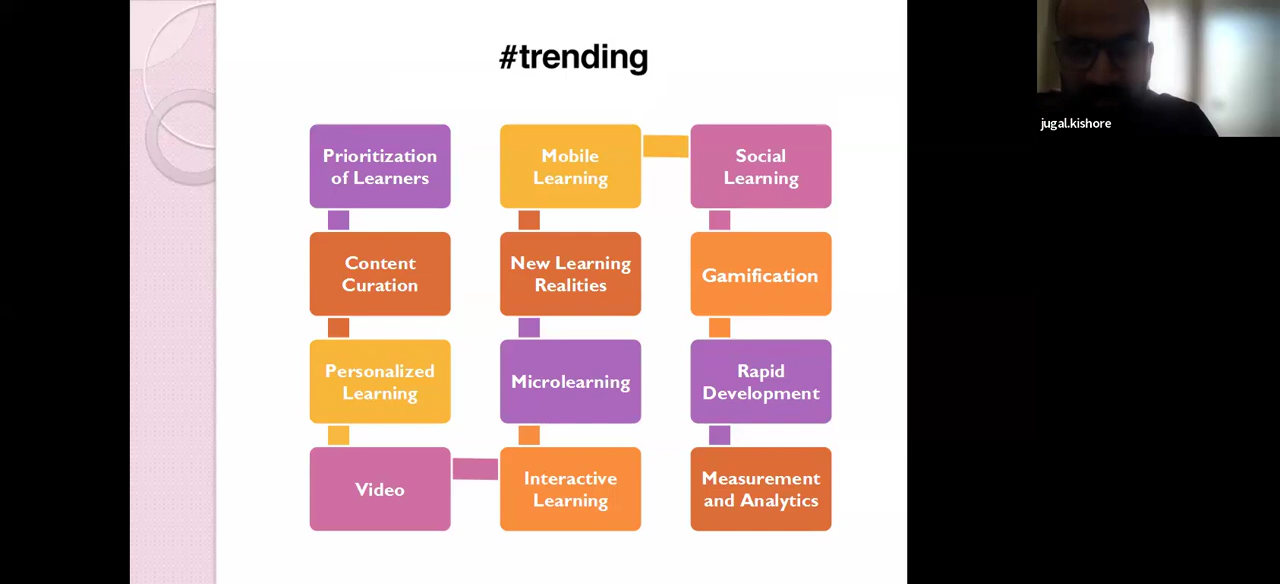 #trending
jugal.kishore
Prioritization
of Learners
Content
Curation
Personalized
Learning
Video
Interactive
Learning
Microlearning
New Learning
Realities
Mobile
Learning
Social
Learning
Gamification
Rapid
Development
Measurement
and Analytics